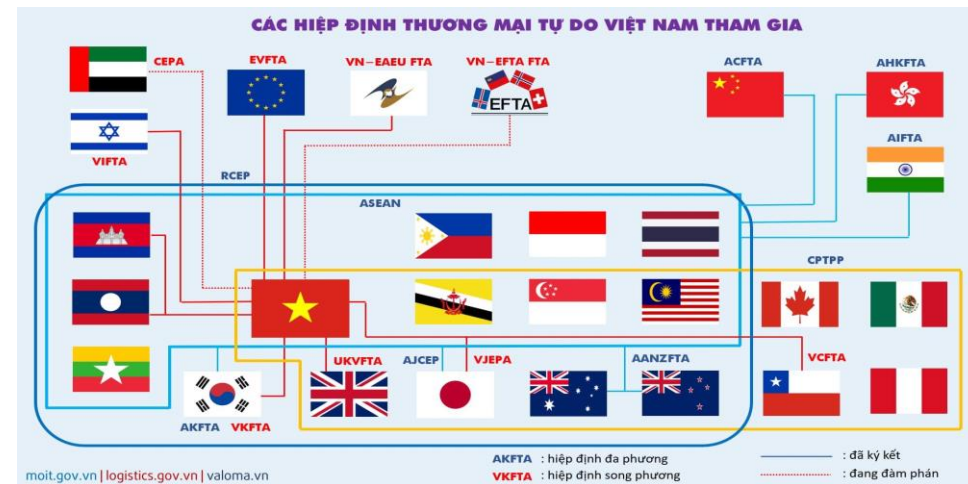 CÁC HIỆP ĐỊNH THƯƠNG MẠI TỰ DO VIỆT NAM THAM GIA
CEPA
EVFTA
VN–EAEU FTA
VN–EFTA FTA
ACFTA
AHKFTA
EFTA
VIFTA
AIFTA
RCEP
ASEAN
CPTPP
UKVFTA
AJCEP
VJEPA
AANZFTA
VCFTA
AKFTA
VKFTA
AKFTA : hiệp định đa phương
VKFTA : hiệp định song phương
: đã ký kết
: đang đàm phán
moit.gov.vn | logistics.gov.vn | valoma.vn